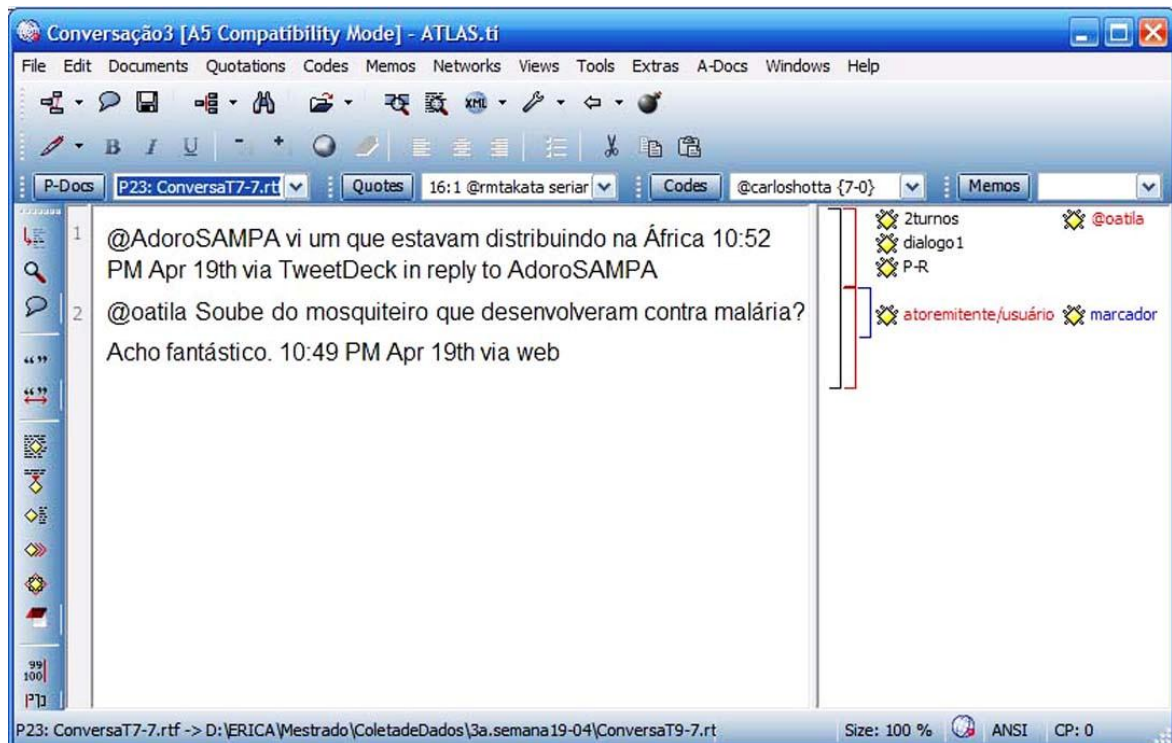 Conversação3 [A5 Compatibility Mode] - ATLAS.ti
File Edit Documents Quotations Codes Memos Networks Views Tools Extras A-Docs Windows Help
XML
B I U
P-Docs P23: ConversaT7-7.rt Quotes 16:1 @rmtakata seriar Codes @carloshotta {7-0} Memos
1 @AdoroSAMPA vi um que estavam distribuindo na África 10:52
PM Apr 19th via TweetDeck in reply to AdoroSAMPA
2 @oatila Soube do mosquiteiro que desenvolveram contra malária?
Acho fantástico. 10:49 PM Apr 19th via web
2turnos @oatila
dialogo1
P-R
atoremitente/usuário marcador
99
100
P23: ConversaT7-7.rtf -> D:\ERICA\Mestrado\ColetadeDados\3a.semana19-04\ConversaT9-7.rt Size: 100 % ANSI CP: 0